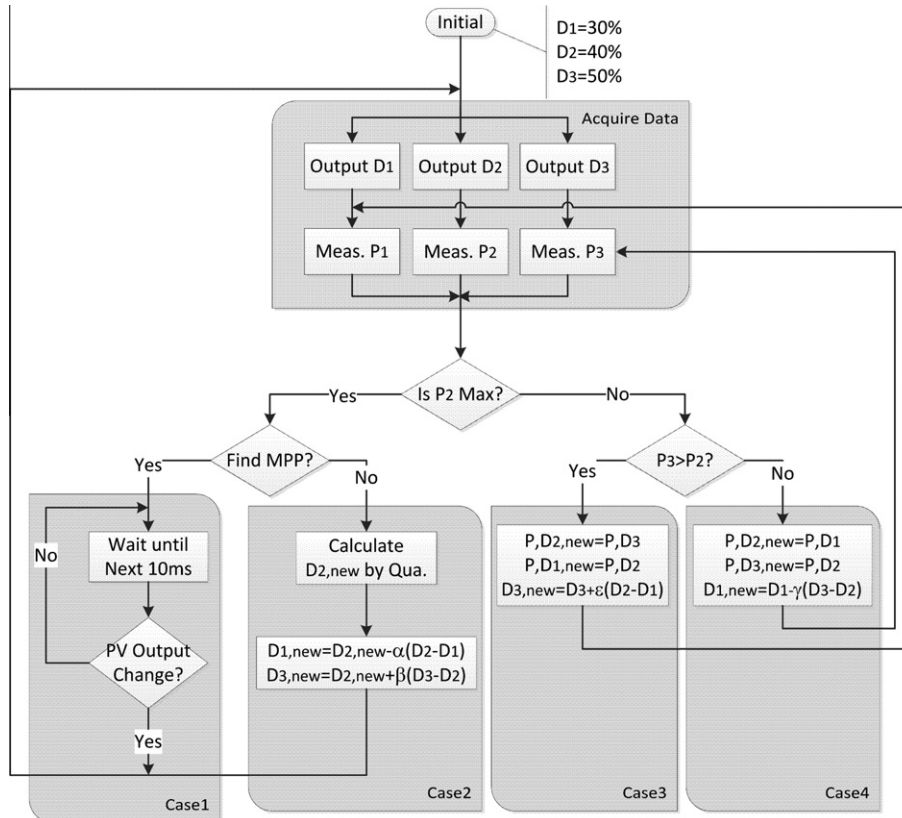 Initial
D1=30%
D2=40%
D3=50%
Acquire Data
Output D1
Output D2
Output D3
Meas. P1
Meas. P2
Meas. P3
Is P2 Max?
Yes
No
Find MPP?
P3>P2?
Yes
No
Yes
No
No
Wait until
Next 10ms
PV Output
Change?
Yes
Case1
Calculate
D2,new by Qua.
D1,new=D2,new-α(D2-D1)
D3,new=D2,new+β(D3-D2)
Case2
P,D2,new=P,D3
P,D1,new=P,D2
D3,new=D3+ε(D2-D1)
Case3
P,D2,new=P,D1
P,D3,new=P,D2
D1,new=D1-γ(D3-D2)
Case4